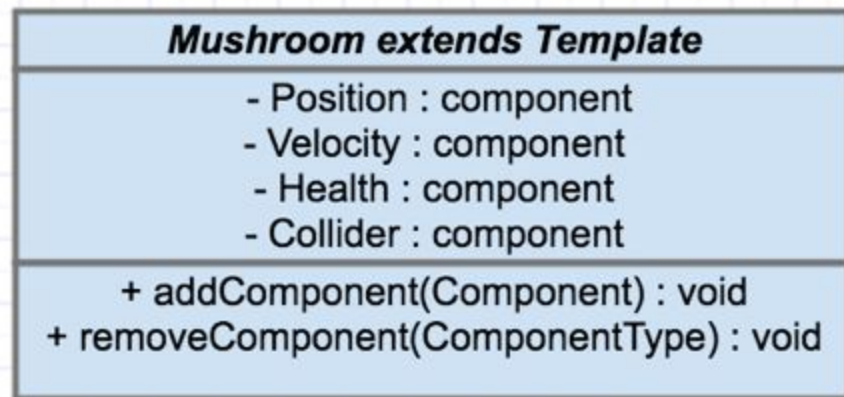 Mushroom extends Template
- Position : component
- Velocity : component
- Health : component
- Collider : component
+ addComponent(Component) : void
+ removeComponent(ComponentType) : void